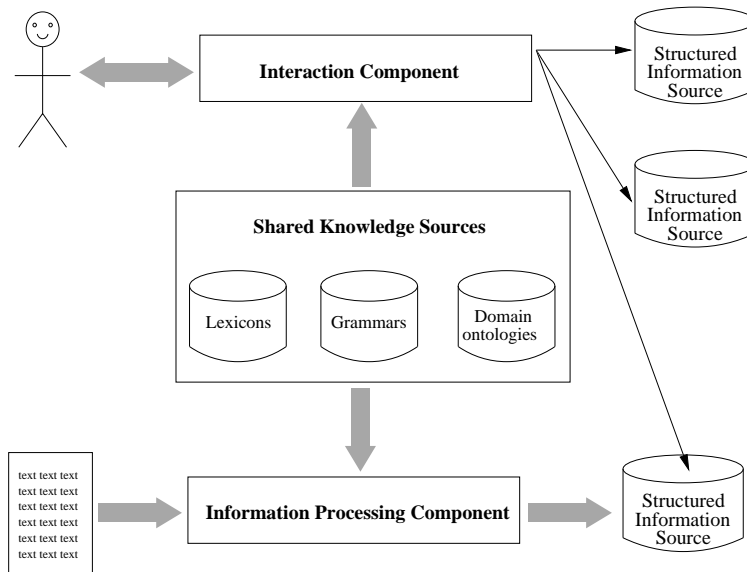 Interaction Component
Structured
Information
Source
Structured
Information
Source
Shared Knowledge Sources
Lexicons
Grammars
Domain
ontologies
text text text
text text text
text text text
text text text
text text text
text text text
Information Processing Component
Structured
Information
Source